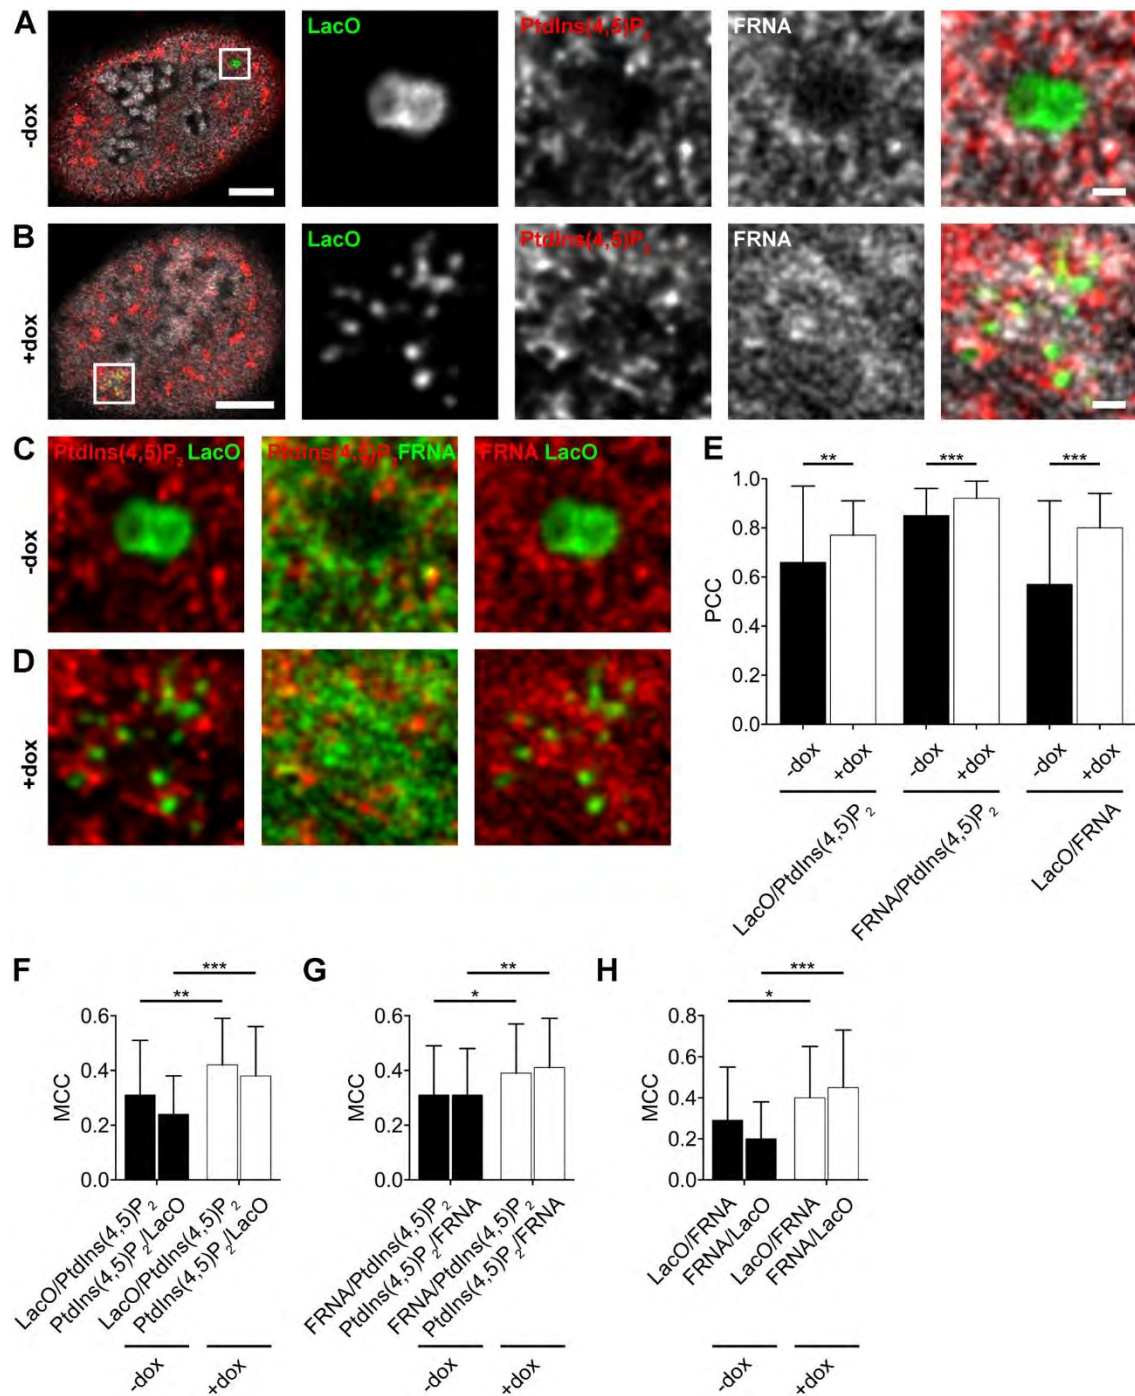 A
LacO
PtdIns(4,5)P₂
FRNA
-dox
B
LacO
PtdIns(4,5)P₂
FRNA
+dox
C
PtdIns(4,5)P₂ LacO
PtdIns(4,5)P₂ FRNA
FRNA LacO
-dox
D
+dox
E
** *** ***
PCC
1.0
0.8
0.6
0.4
0.2
0.0
-dox +dox -dox +dox -dox +dox
LacO/PtdIns(4,5)P₂
FRNA/PtdIns(4,5)P₂
LacO/FRNA
F
***
**
MCC
0.6
0.4
0.2
0.0
LacO/PtdIns(4,5)P₂
PtdIns(4,5)P₂/LacO
LacO/PtdIns(4,5)P₂
PtdIns(4,5)P₂/LacO
-dox +dox
G
**
*
MCC
0.6
0.4
0.2
0.0
FRNA/PtdIns(4,5)P₂
PtdIns(4,5)P₂/FRNA
FRNA/PtdIns(4,5)P₂
PtdIns(4,5)P₂/FRNA
-dox +dox
H
***
*
MCC
0.8
0.6
0.4
0.2
0.0
LacO/FRNA
FRNA/LacO
LacO/FRNA
FRNA/LacO
-dox +dox